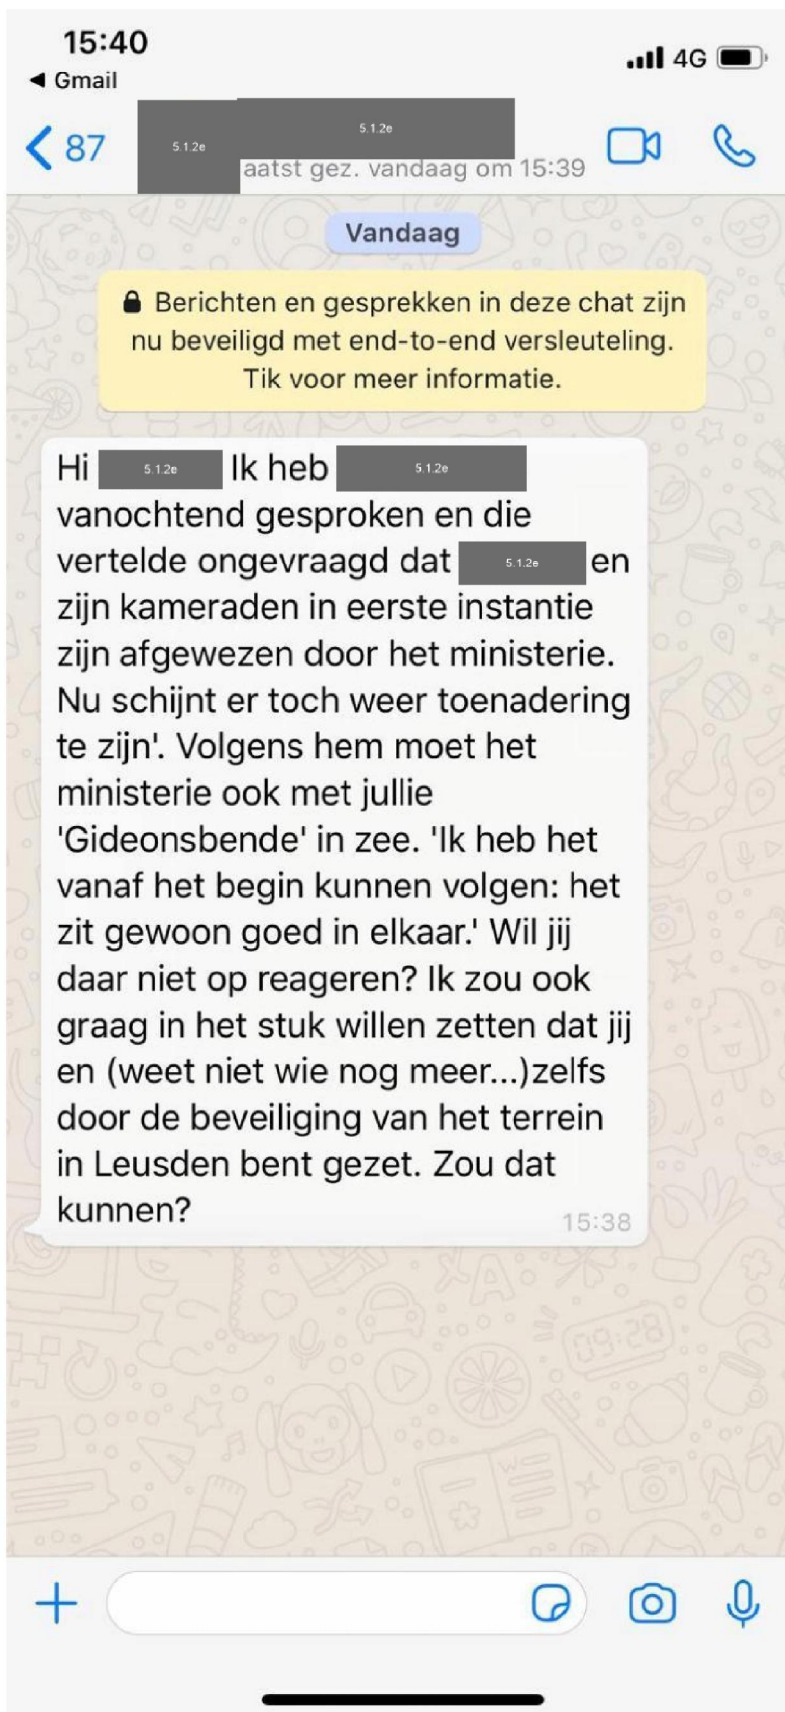 15:40
4G
◀ Gmail
87
5.1.2e
5.1.2e
aatst gez. vandaag om 15:39
Vandaag
Berichten en gesprekken in deze chat zijn
nu beveiligd met end-to-end versleuteling.
Tik voor meer informatie.
Hi 5.1.2e Ik heb 5.1.2e
vanochtend gesproken en die
vertelde ongevraagd dat 5.1.2e en
zijn kameraden in eerste instantie
zijn afgewezen door het ministerie.
Nu schijnt er toch weer toenadering
te zijn'. Volgens hem moet het
ministerie ook met jullie
'Gideonsbende' in zee. 'Ik heb het
vanaf het begin kunnen volgen: het
zit gewoon goed in elkaar.' Wil jij
daar niet op reageren? Ik zou ook
graag in het stuk willen zetten dat jij
en (weet niet wie nog meer...)zelfs
door de beveiliging van het terrein
in Leusden bent gezet. Zou dat
kunnen?
15:38
09:28